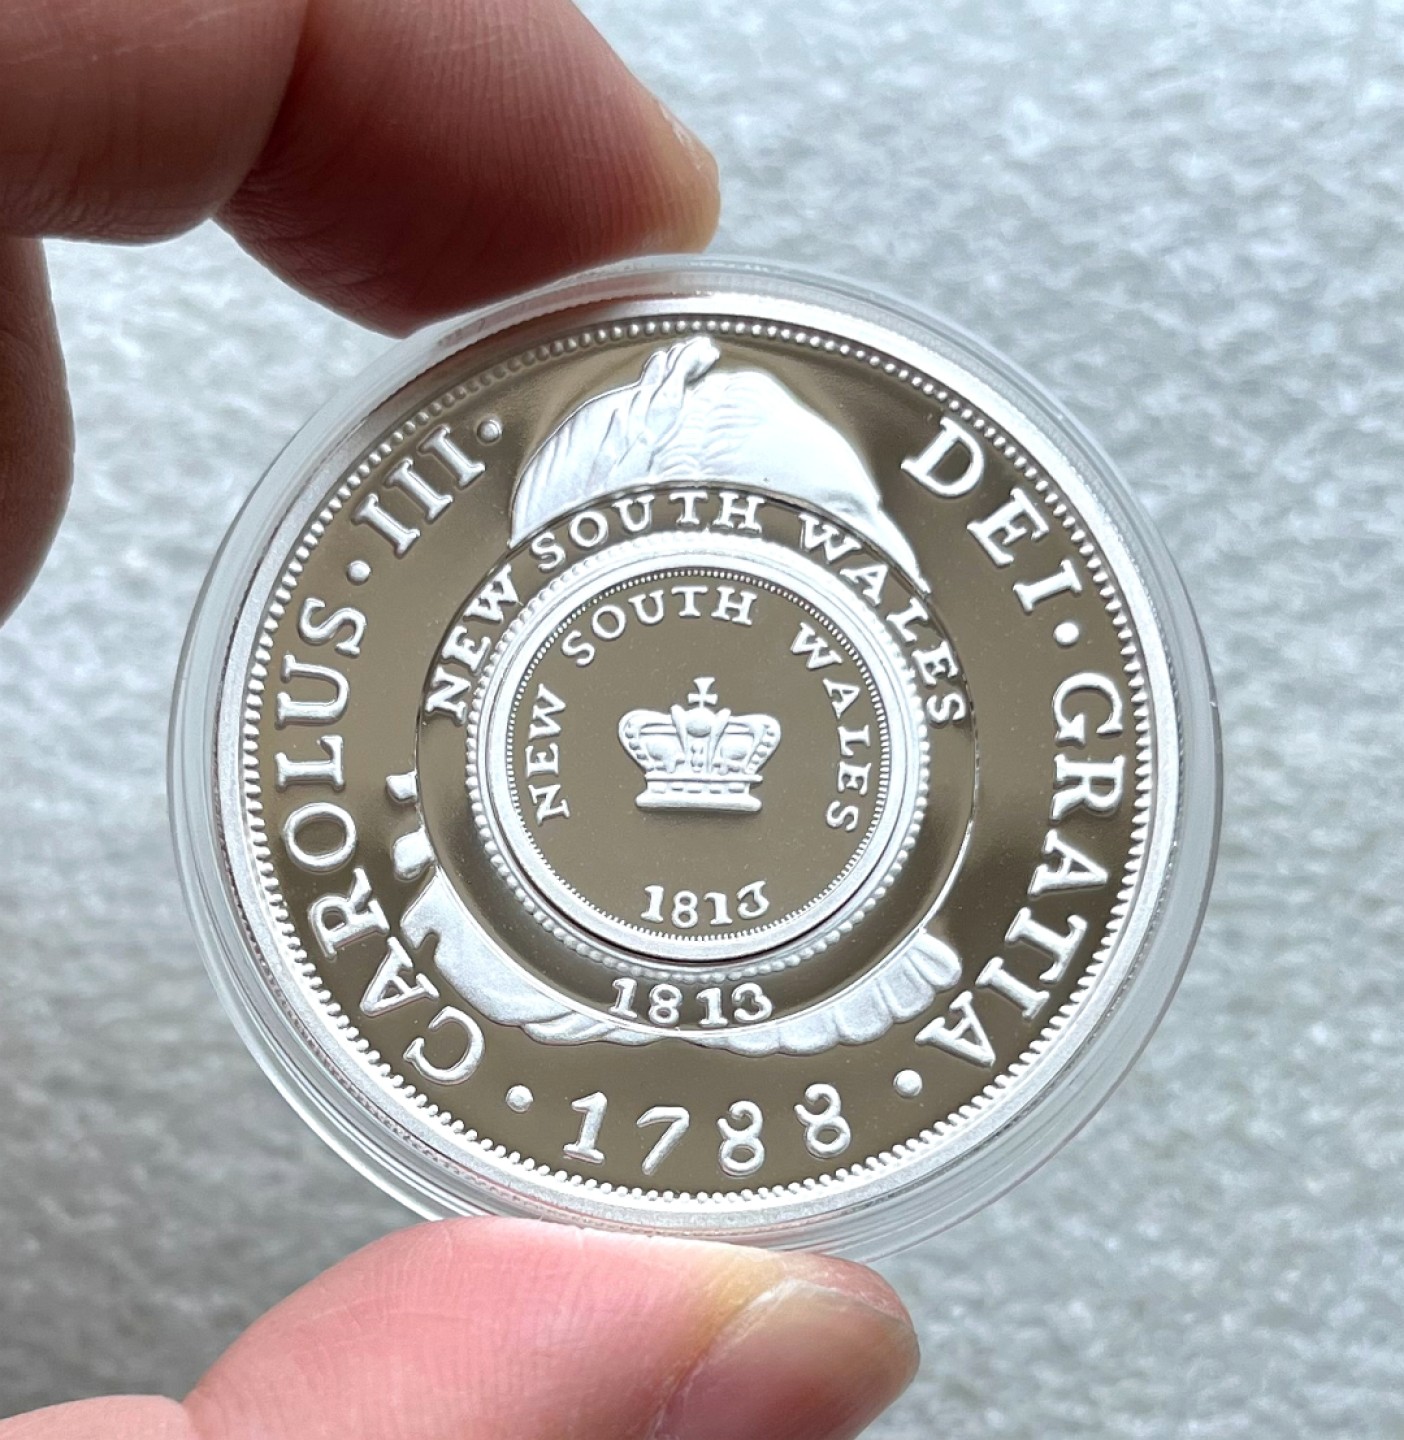 CAROLUS·III· DEI·GRATIA·
·1788·
NEW SOUTH WALES
1813
NEW SOUTH WALES
1813